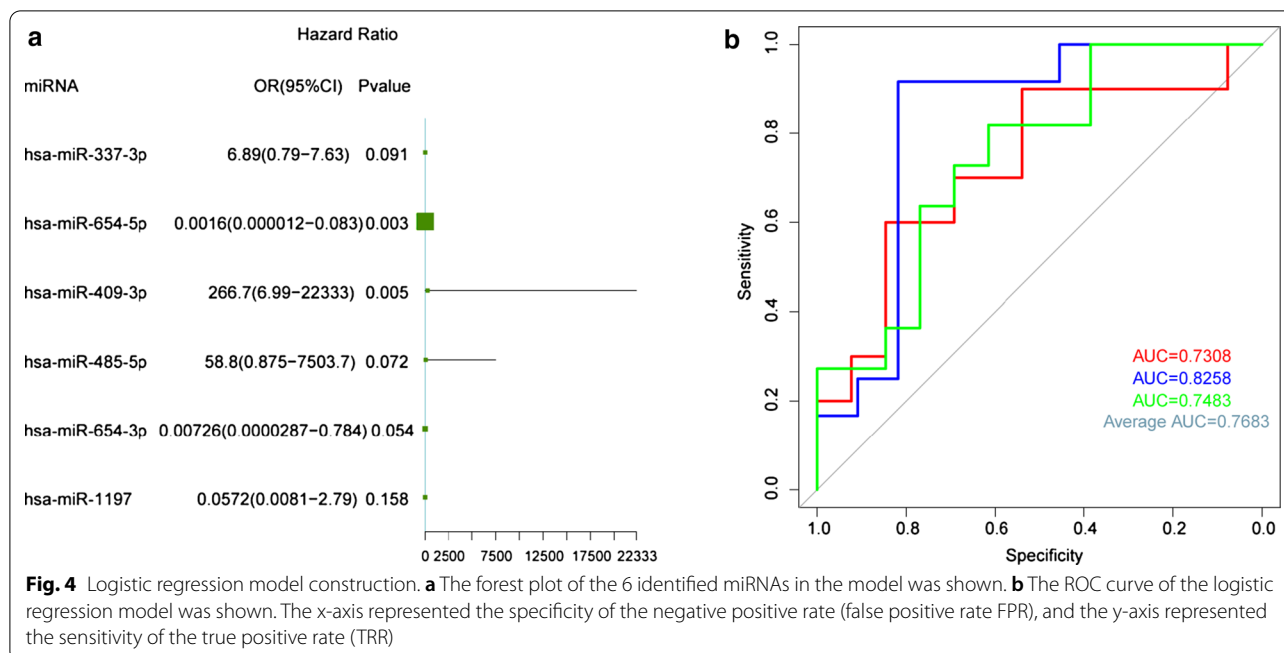 a
Hazard Ratio
miRNA OR(95%CI) Pvalue
hsa-miR-337-3p 6.89(0.79−7.63) 0.091
hsa-miR-654-5p 0.0016(0.000012−0.083) 0.003
hsa-miR-409-3p 266.7(6.99−22333) 0.005
hsa-miR-485-5p 58.8(0.875−7503.7) 0.072
hsa-miR-654-3p 0.00726(0.0000287−0.784) 0.054
hsa-miR-1197 0.0572(0.0081−2.79) 0.158
0 2500 7500 12500 17500 22333
b
Sensitivity
1.0
0.8
0.6
0.4
0.2
0.0
AUC=0.7308
AUC=0.8258
AUC=0.7483
Average AUC=0.7683
1.0 0.8 0.6 0.4 0.2 0.0
Specificity
Fig. 4 Logistic regression model construction. a The forest plot of the 6 identified miRNAs in the model was shown. b The ROC curve of the logistic
regression model was shown. The x-axis represented the specificity of the negative positive rate (false positive rate FPR), and the y-axis represented
the sensitivity of the true positive rate (TRR)